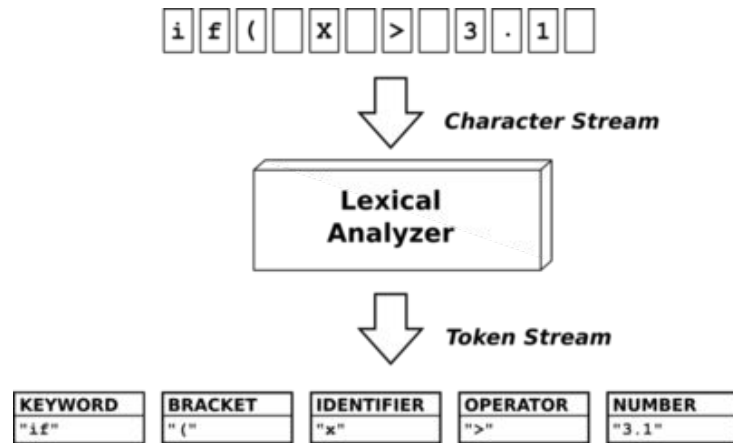 i f ( X > 3 . 1
Character Stream
Lexical
Analyzer
Token Stream
KEYWORD BRACKET IDENTIFIER OPERATOR NUMBER
"if" "(" "x" ">" "3.1"